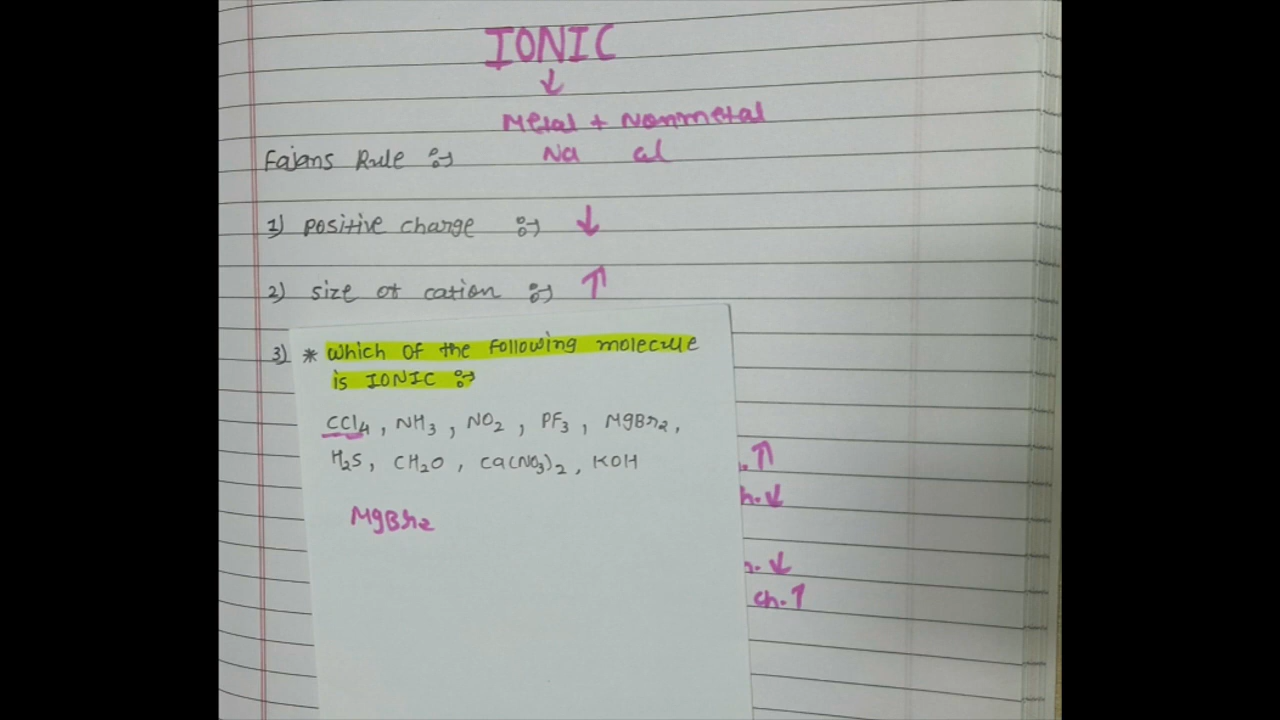 IONIC
↓
Metal + Nonmetal
Fajans Rule :→ Na Cl
1) positive charge :→ ↓
2) size of cation :→ ↑
3) * which of the following molecule
is IONIC :→
CCl4, NH3, NO2, PF3, MgBr2,
H2S, CH2O, Ca(NO3)2, KOH
↑
h. ↓
MgBr2
↓
ch. ↑